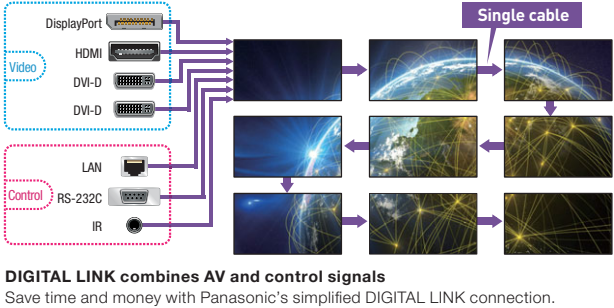 DisplayPort
HDMI
Video
DVI-D
DVI-D
LAN
Control
RS-232C
IR
Single cable
DIGITAL LINK combines AV and control signals
Save time and money with Panasonic's simplified DIGITAL LINK connection.